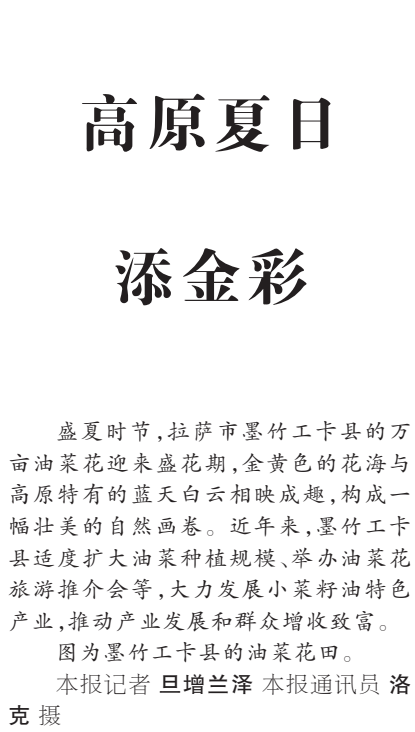 高原夏日
添金彩
盛夏时节,拉萨市墨竹工卡县的万
亩油菜花迎来盛花期,金黄色的花海与
高原特有的蓝天白云相映成趣,构成一
幅壮美的自然画卷。近年来,墨竹工卡
县适度扩大油菜种植规模、举办油菜花
旅游推介会等,大力发展小菜籽油特色
产业,推动产业发展和群众增收致富。
图为墨竹工卡县的油菜花田。
本报记者 旦增兰泽 本报通讯员 洛
克 摄